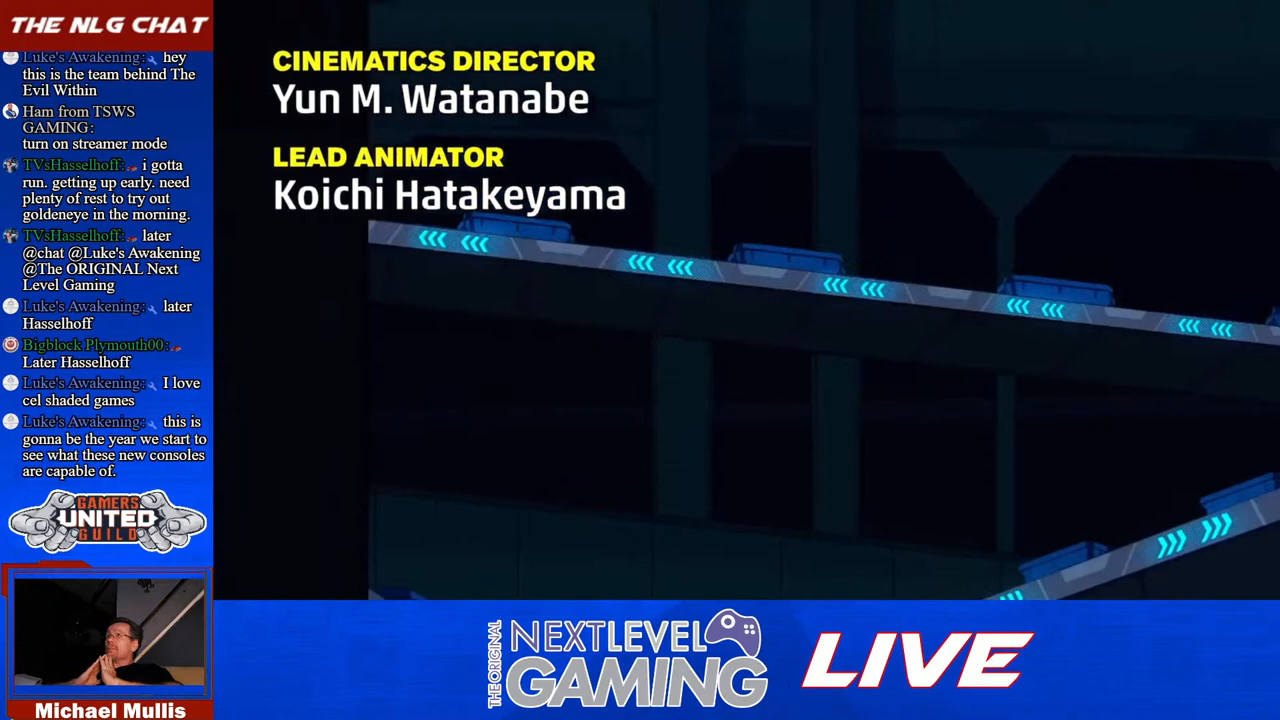 THE NLG CHAT
Luke's Awakening: hey
this is the team behind The
Evil Within
Ham from TSWS
GAMING:
turn on streamer mode
TVsHasselhoff: i gotta
run. getting up early. need
plenty of rest to try out
goldeneye in the morning.
TVsHasselhoff: later
@chat @Luke's Awakening
@The ORIGINAL Next
Level Gaming
Luke's Awakening: later
Hasselhoff
Bigblock Plymouth00:
Later Hasselhoff
Luke's Awakening: I love
cel shaded games
Luke's Awakening: this is
gonna be the year we start to
see what these new consoles
are capable of.
GAMERS
UNITED
GUILD
Michael Mullis
CINEMATICS DIRECTOR
Yun M. Watanabe
LEAD ANIMATOR
Koichi Hatakeyama
THE ORIGINAL
NEXT LEVEL
GAMING
LIVE